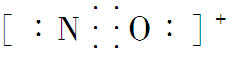 [ : N ⋮⋮ O : ]⁺